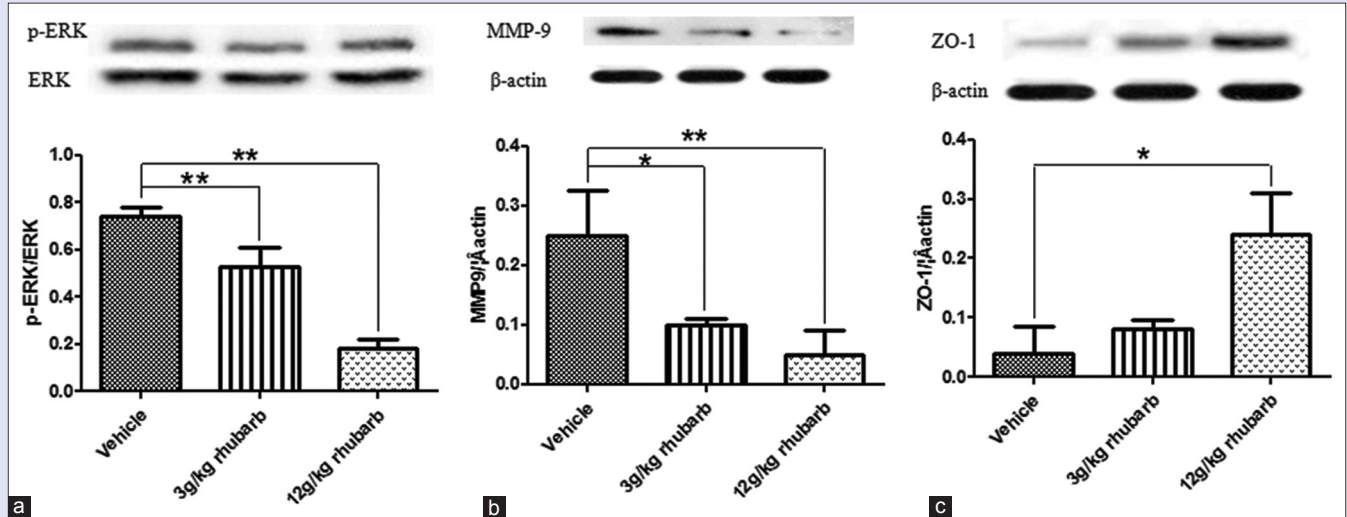 p-ERK
ERK
1.0
0.8
0.6
0.4
0.2
0.0
p-ERK/ERK
**
**
Vehicle
3g/kg rhubarb
12g/kg rhubarb
a
MMP-9
β-actin
0.4
0.3
0.2
0.1
0.0
MMP9/¦Âactin
**
*
Vehicle
3g/kg rhubarb
12g/kg rhubarb
b
ZO-1
β-actin
0.4
0.3
0.2
0.1
0.0
ZO-1/¦Âactin
*
Vehicle
3g/kg rhubarb
12g/kg rhubarb
c